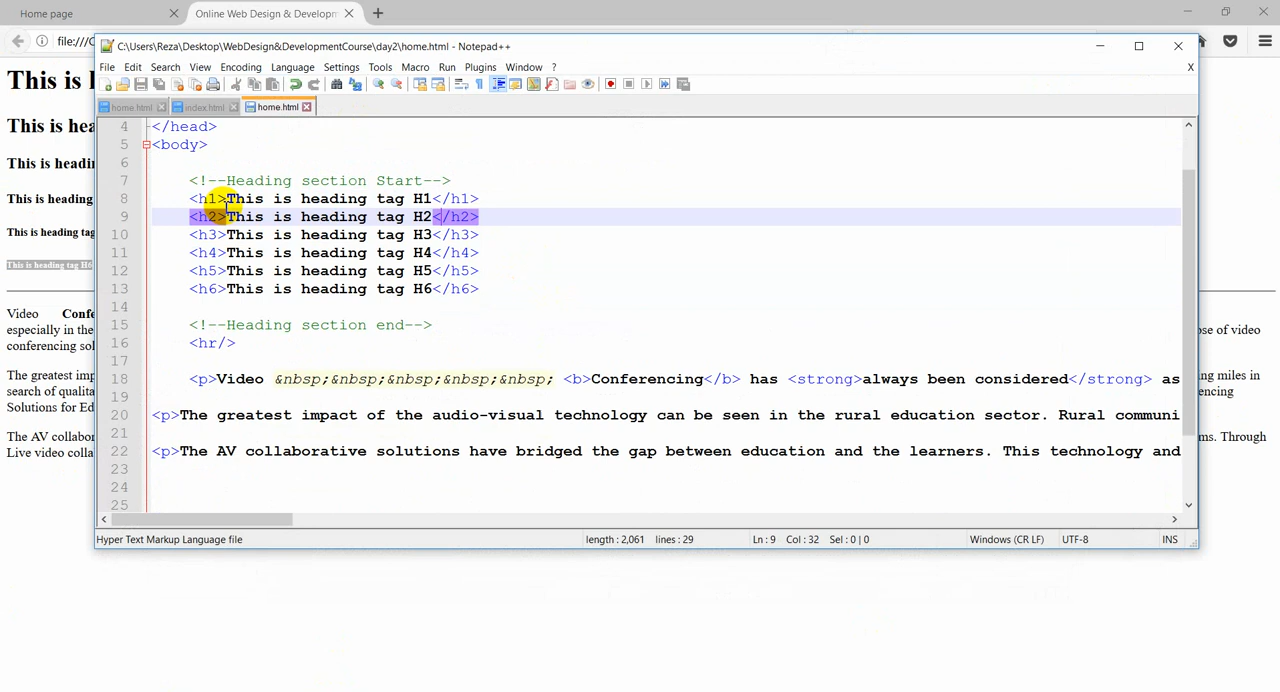 Home page
Online Web Design & Developm
file:///C
C:\Users\Reza\Desktop\WebDesign&DevelopmentCourse\day2\home.html - Notepad++
File Edit Search View Encoding Language Settings Tools Macro Run Plugins Window ? X
home.html index.html home.html
4 </head>
5 <body>
6
7 <!--Heading section Start-->
8 <h1>This is heading tag H1</h1>
9 <h2>This is heading tag H2</h2>
10 <h3>This is heading tag H3</h3>
11 <h4>This is heading tag H4</h4>
12 <h5>This is heading tag H5</h5>
13 <h6>This is heading tag H6</h6>
14
15 <!--Heading section end-->
16 <hr/>
17
18 <p>Video &nbsp;&nbsp;&nbsp;&nbsp;&nbsp; <b>Conferencing</b> has <strong>always been considered</strong> as
19
20 <p>The greatest impact of the audio-visual technology can be seen in the rural education sector. Rural communi
21
22 <p>The AV collaborative solutions have bridged the gap between education and the learners. This technology and
23
24
25
Hyper Text Markup Language file length : 2,061 lines : 29 Ln : 9 Col : 32 Sel : 0 | 0 Windows (CR LF) UTF-8 INS
This is
This is hea
This is headin
This is heading
This is heading tag
This is heading tag H6
Video Confe
especially in the
conferencing so
The greatest imp
search of qualita
Solutions for Ed
The AV collabor
Live video colla
ose of video
ing miles in
erencing
ms. Through